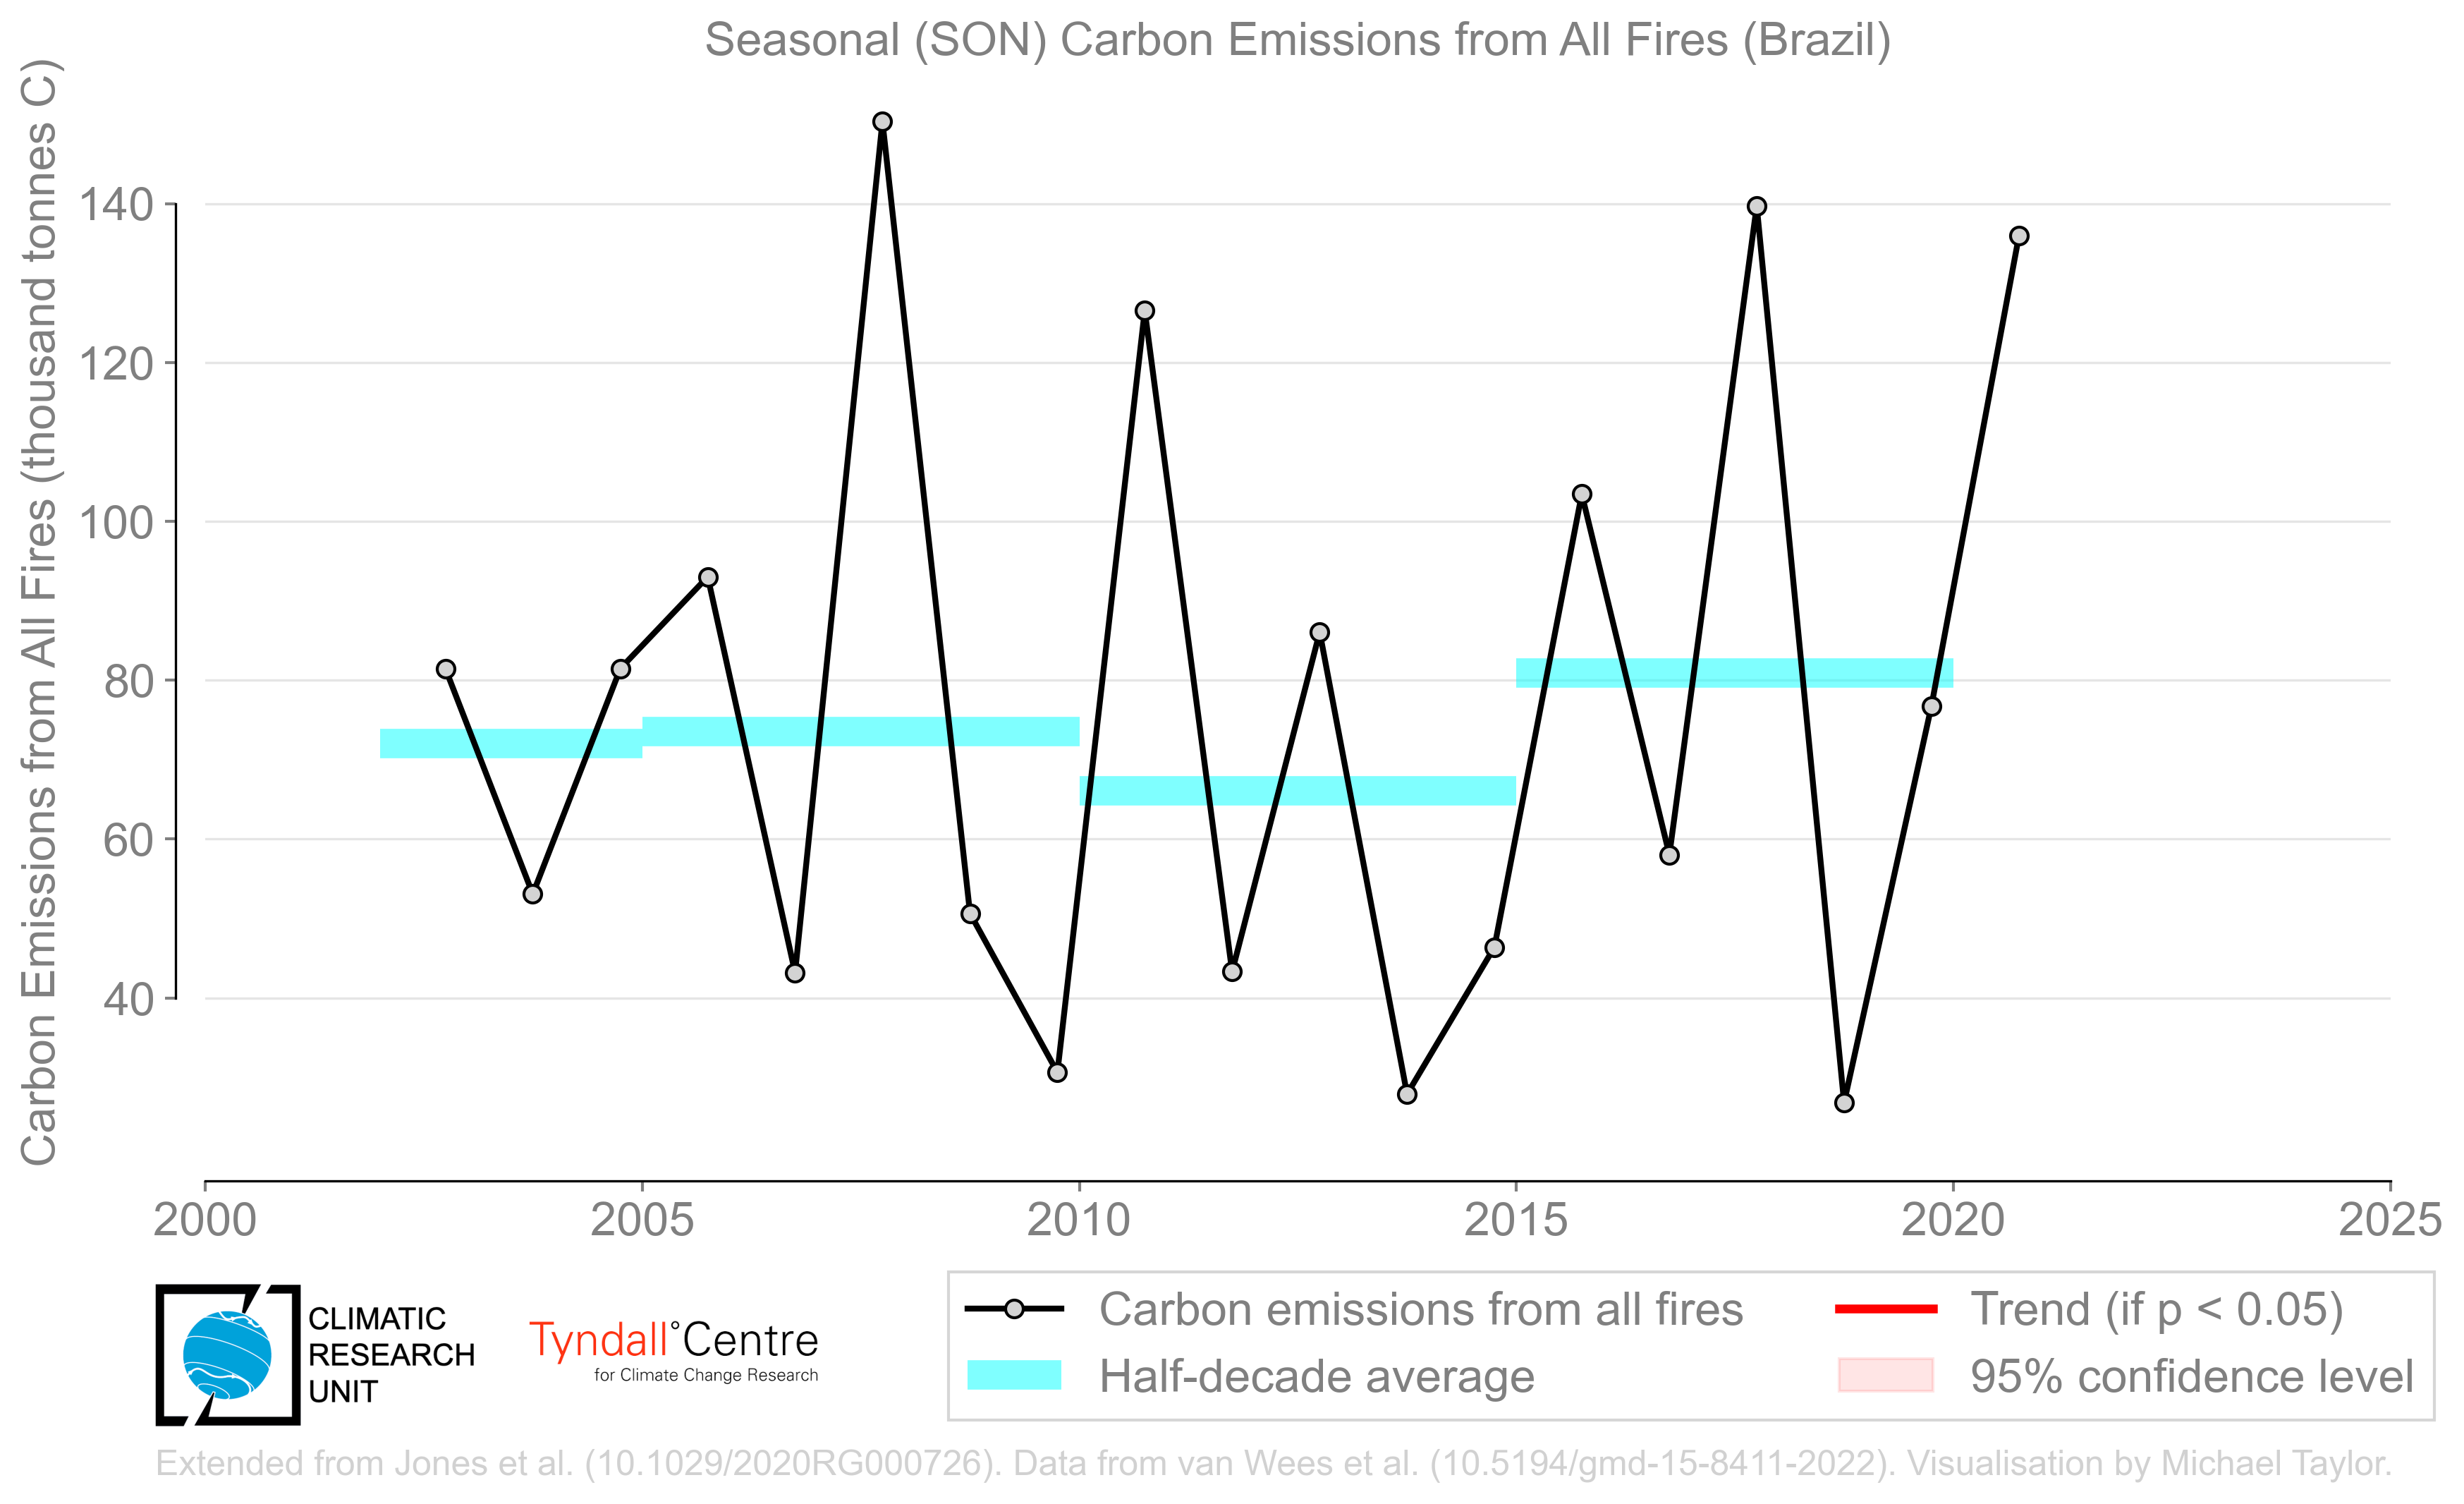 Seasonal (SON) Carbon Emissions from All Fires (Brazil)
Carbon Emissions from All Fires (thousand tonnes C)
140
120
100
80
60
40
2000 2005 2010 2015 2020 2025
CLIMATIC
RESEARCH
UNIT
Tyndall°Centre
for Climate Change Research
Carbon emissions from all fires
Half-decade average
Trend (if p < 0.05)
95% confidence level
Extended from Jones et al. (10.1029/2020RG000726). Data from van Wees et al. (10.5194/gmd-15-8411-2022). Visualisation by Michael Taylor.